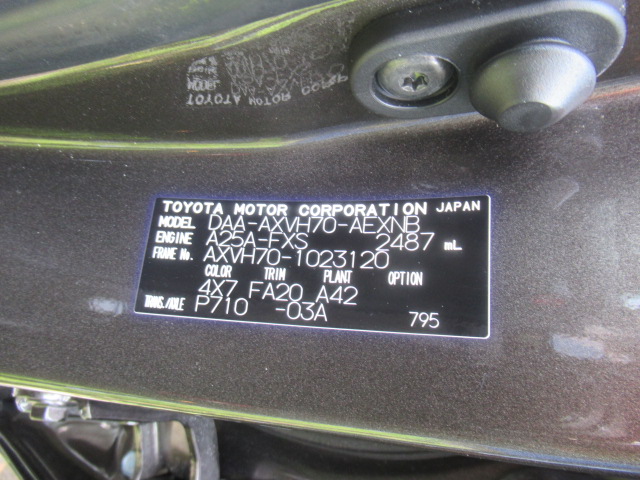 TOYOTA MOTOR CORPORATION JAPAN
MODEL DAA-AXVH70-AEXNB
ENGINE A25A-FXS 2487 mL
FRAME No. AXVH70-1023120
COLOR TRIM PLANT OPTION
4X7 FA20 A42
TRANS./AXLE P710 -03A 795